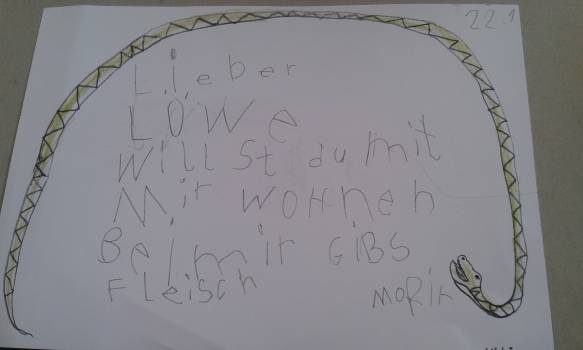 22.1
Lieber
LÖWe
Willst du mit
Mir WOHnen
Bei mir GiBS
FLeisch MORiK